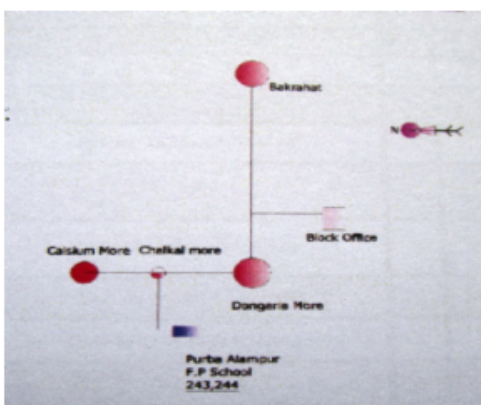 Bakrahat
N
Block Office
Calsium More Chelkal more
Dongaria More
Purba Alampur
F.P School
243,244